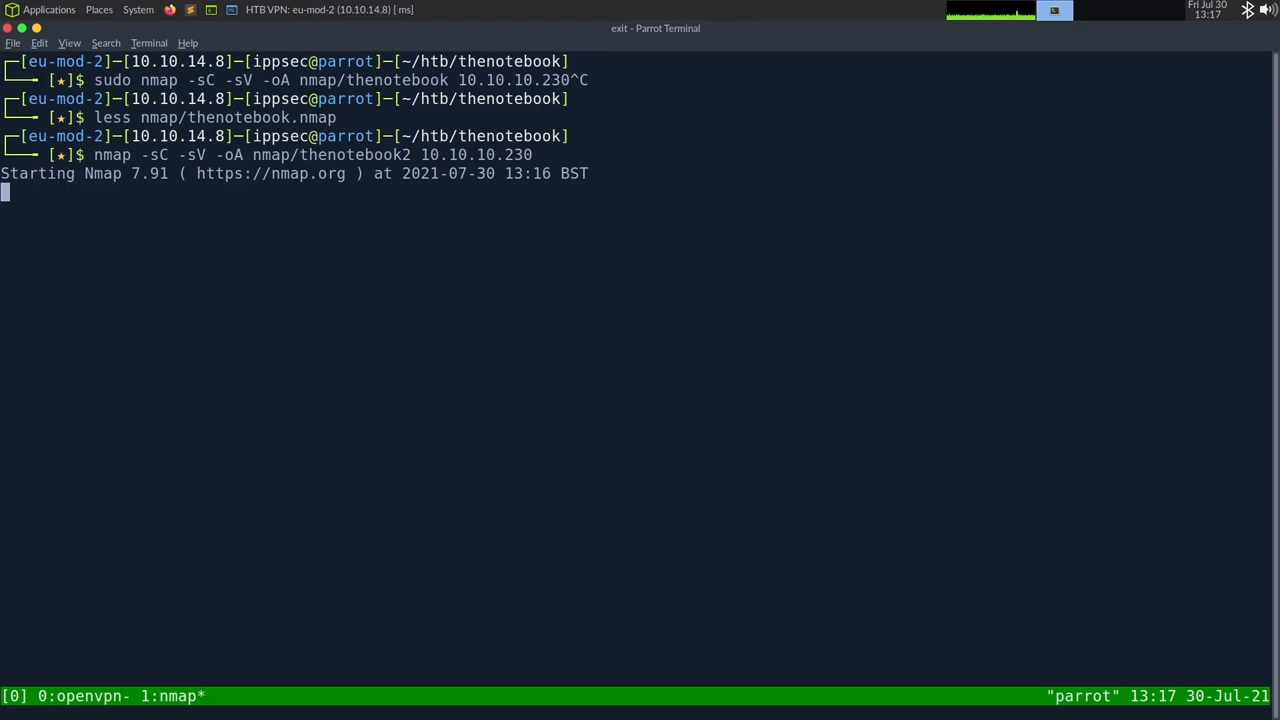 Applications Places System HTB VPN: eu-mod-2 (10.10.14.8) [ ms] Fri Jul 30
13:17
exit - Parrot Terminal
File Edit View Search Terminal Help
┌─[eu-mod-2]─[10.10.14.8]─[ippsec@parrot]─[~/htb/thenotebook]
└──╼ [★]$ sudo nmap -sC -sV -oA nmap/thenotebook 10.10.10.230^C
┌─[eu-mod-2]─[10.10.14.8]─[ippsec@parrot]─[~/htb/thenotebook]
└──╼ [★]$ less nmap/thenotebook.nmap
┌─[eu-mod-2]─[10.10.14.8]─[ippsec@parrot]─[~/htb/thenotebook]
└──╼ [★]$ nmap -sC -sV -oA nmap/thenotebook2 10.10.10.230
Starting Nmap 7.91 ( https://nmap.org ) at 2021-07-30 13:16 BST
[0] 0:openvpn- 1:nmap* "parrot" 13:17 30-Jul-21